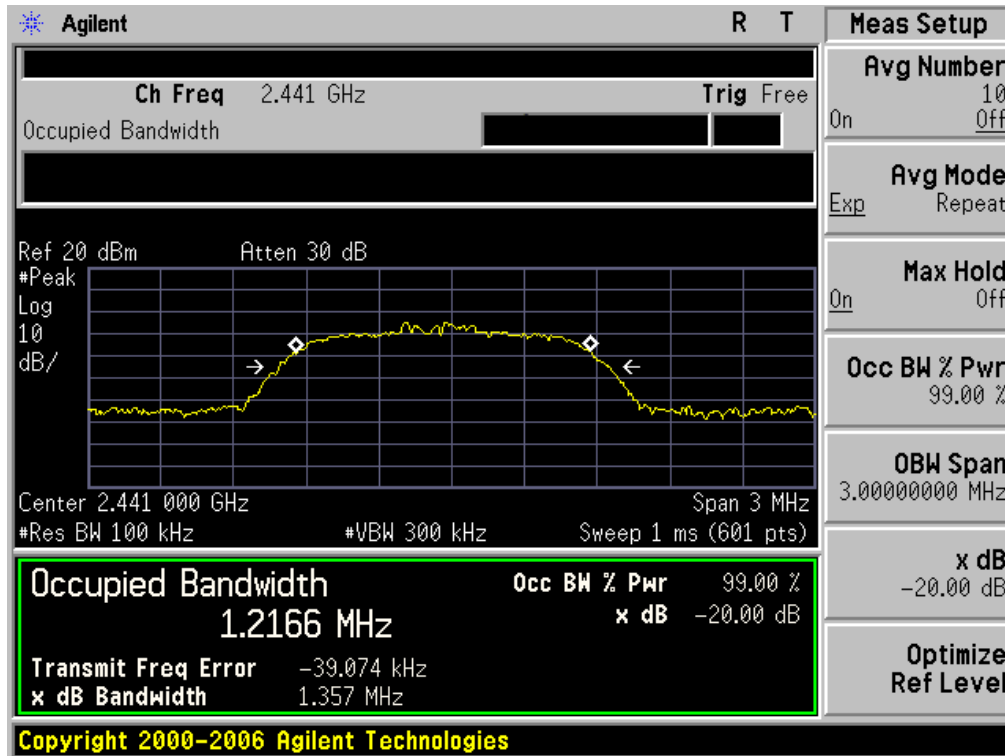 Agilent R T
Ch Freq 2.441 GHz Trig Free
Occupied Bandwidth
Ref 20 dBm Atten 30 dB
#Peak
Log
10
dB/
Center 2.441 000 GHz Span 3 MHz
#Res BW 100 kHz #VBW 300 kHz Sweep 1 ms (601 pts)
Occupied Bandwidth
1.2166 MHz
Occ BW % Pwr 99.00 %
x dB -20.00 dB
Transmit Freq Error -39.074 kHz
x dB Bandwidth 1.357 MHz
Copyright 2000-2006 Agilent Technologies
Meas Setup
Avg Number
10
On Off
Avg Mode
Exp Repeat
Max Hold
On Off
Occ BW % Pwr
99.00 %
OBW Span
3.00000000 MHz
x dB
-20.00 dB
Optimize
Ref Level